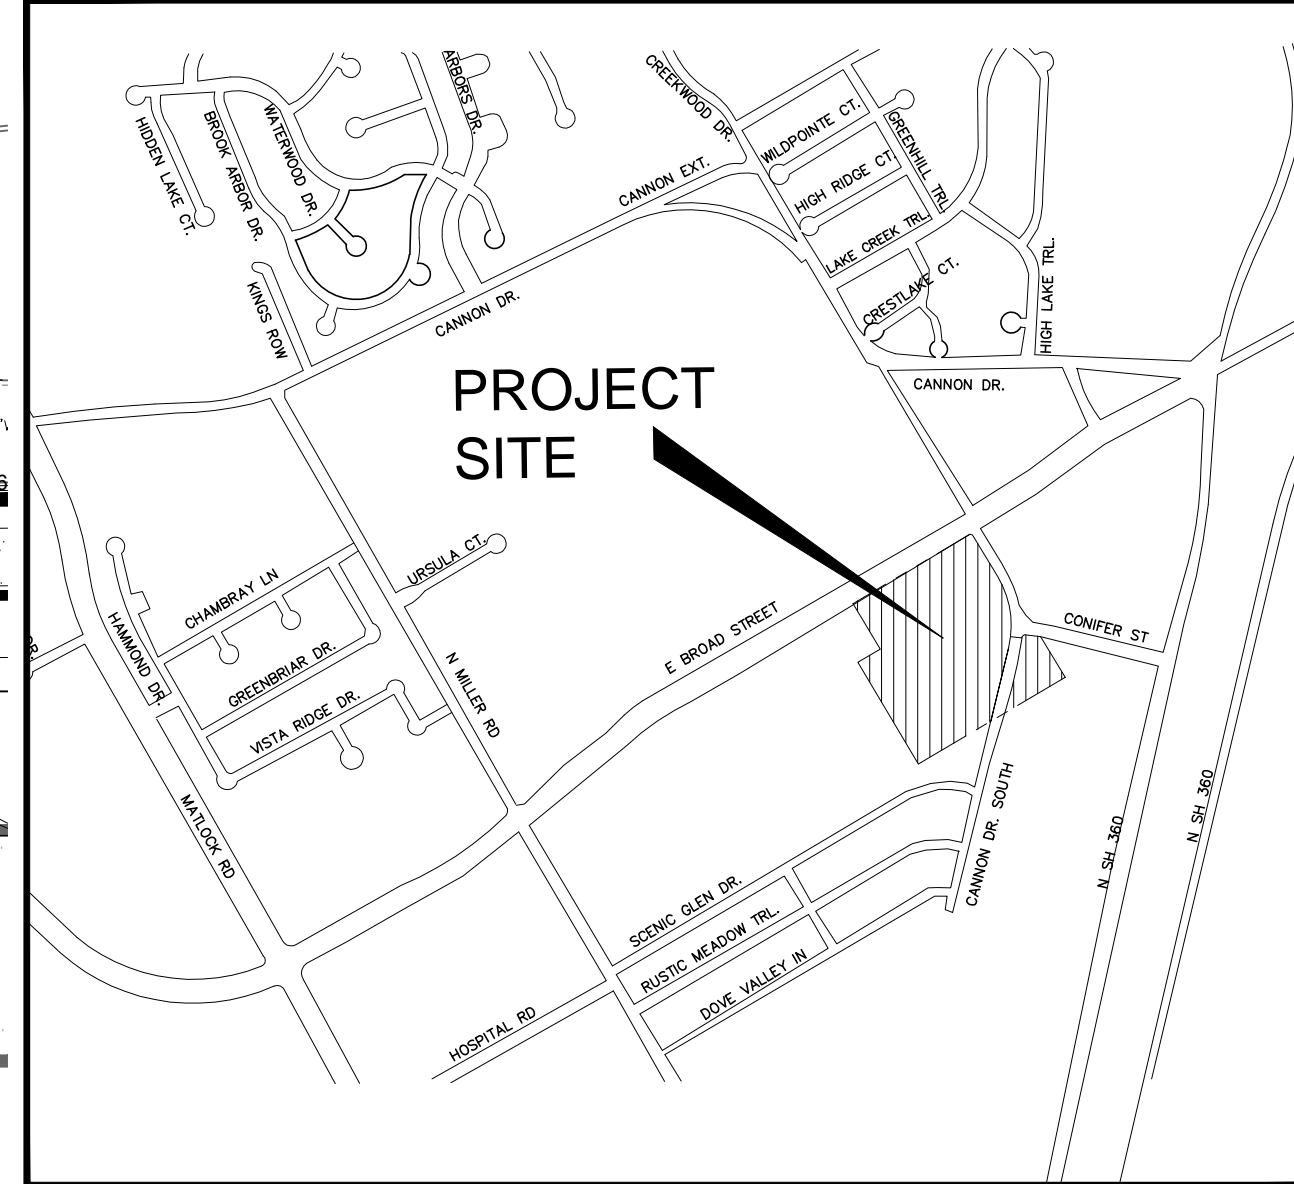 ARBORS DR.
CREEKWOOD DR.
HIDDEN LAKE CT.
BROOK ARBOR DR.
WATERWOOD DR.
WILDPOINTE CT.
GREENHILL TRL.
HIGH RIDGE CT.
CANNON EXT.
LAKE CREEK TRL.
CRESTLAKE CT.
HIGH LAKE TRL.
KINGS ROW
CANNON DR.
CANNON DR.
PROJECT
SITE
URSULA CT.
CHAMBRAY LN
HAMMOND DR.
GREENBRIAR DR.
VISTA RIDGE DR.
N MILLER RD
E BROAD STREET
CONIFER ST
DR.
MATLOCK RD
CANNON DR. SOUTH
N SH 360
N SH 360
SCENIC GLEN DR.
RUSTIC MEADOW TRL.
DOVE VALLEY IN
HOSPITAL RD